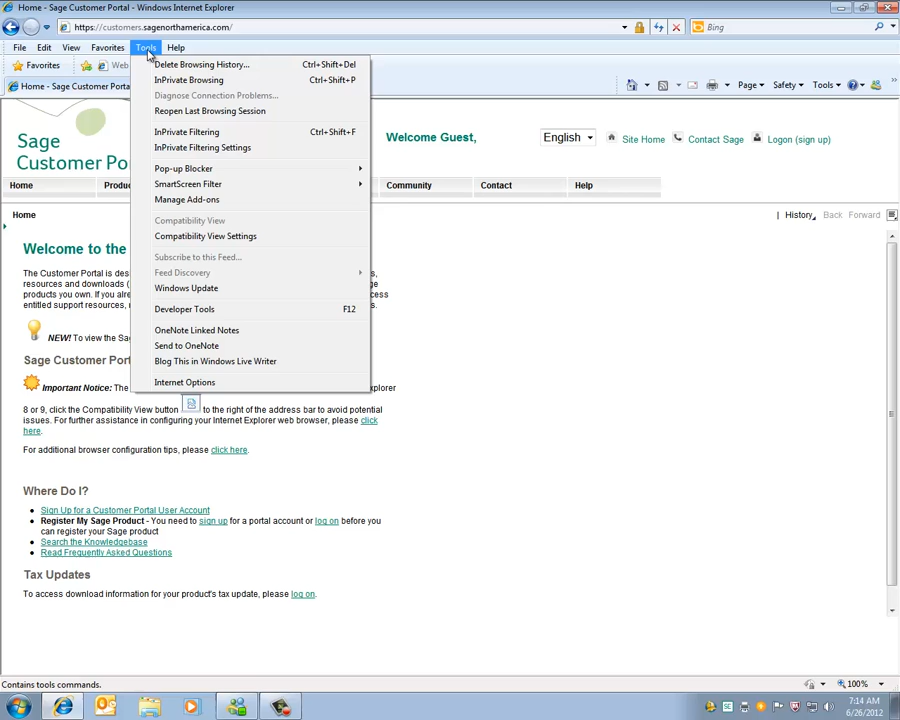 Home - Sage Customer Portal - Windows Internet Explorer
https://customers.sagenorthamerica.com/
Bing
File Edit View Favorites Tools Help
Favorites Web
Home - Sage Customer Porta
Page Safety Tools
Delete Browsing History... Ctrl+Shift+Del
InPrivate Browsing Ctrl+Shift+P
Diagnose Connection Problems...
Reopen Last Browsing Session
InPrivate Filtering Ctrl+Shift+F
InPrivate Filtering Settings
Pop-up Blocker
SmartScreen Filter
Manage Add-ons
Compatibility View
Compatibility View Settings
Subscribe to this Feed...
Feed Discovery
Windows Update
Developer Tools F12
OneNote Linked Notes
Send to OneNote
Blog This in Windows Live Writer
Internet Options
Sage
Customer Po
Welcome Guest,
English
Site Home Contact Sage Logon (sign up)
Home Produc Community Contact Help
Home
History Back Forward
Welcome to the
The Customer Portal is des
resources and downloads (
products you own. If you alre
entitled support resources,
NEW! To view the Sa
Sage Customer Port
Important Notice: The xplorer
8 or 9, click the Compatibility View button to the right of the address bar to avoid potential
issues. For further assistance in configuring your Internet Explorer web browser, please click
here.
For additional browser configuration tips, please click here.
Where Do I?
Sign Up for a Customer Portal User Account
Register My Sage Product - You need to sign up for a portal account or log on before you
can register your Sage product
Search the Knowledgebase
Read Frequently Asked Questions
Tax Updates
To access download information for your product's tax update, please log on.
Contains tools commands.
100%
7:14 AM
6/26/2012